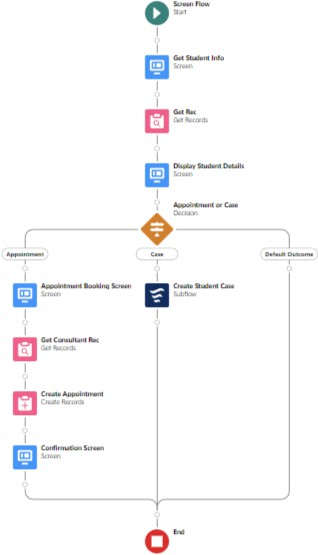 Screen Flow
Start
Get Student Info
Screen
Get Rec
Get Records
Display Student Details
Screen
Appointment or Case
Decision
Appointment
Case
Default Outcome
Appointment Booking Screen
Screen
Create Student Case
Subflow
Get Consultant Rec
Get Records
Create Appointment
Create Records
Confirmation Screen
Screen
End